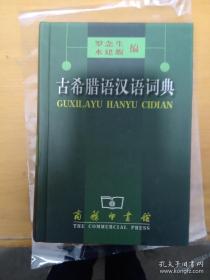 罗念生
水建馥 编
古希腊语汉语词典
GUXILAYU HANYU CIDIAN
商务印书馆
THE COMMERCIAL PRESS